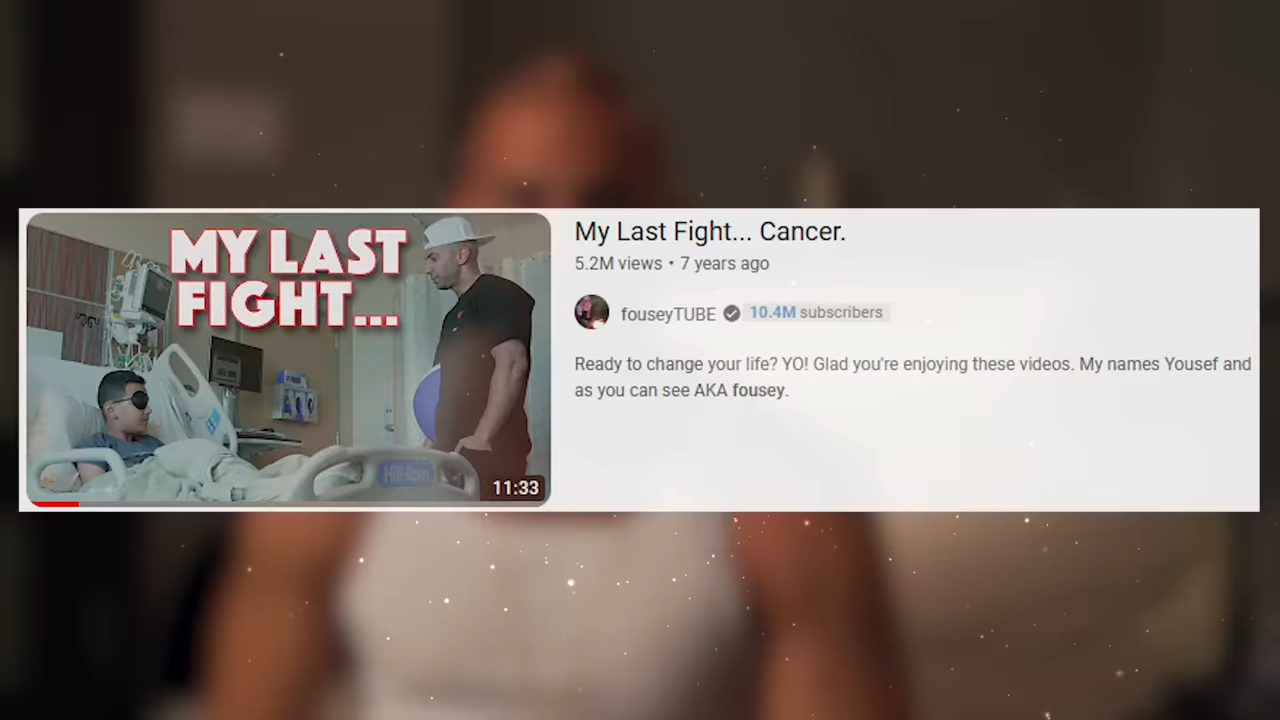 MY LAST
FIGHT...
Hill-Rom
11:33
My Last Fight... Cancer.
5.2M views • 7 years ago
fouseyTUBE 10.4M subscribers
Ready to change your life? YO! Glad you're enjoying these videos. My names Yousef and
as you can see AKA fousey.